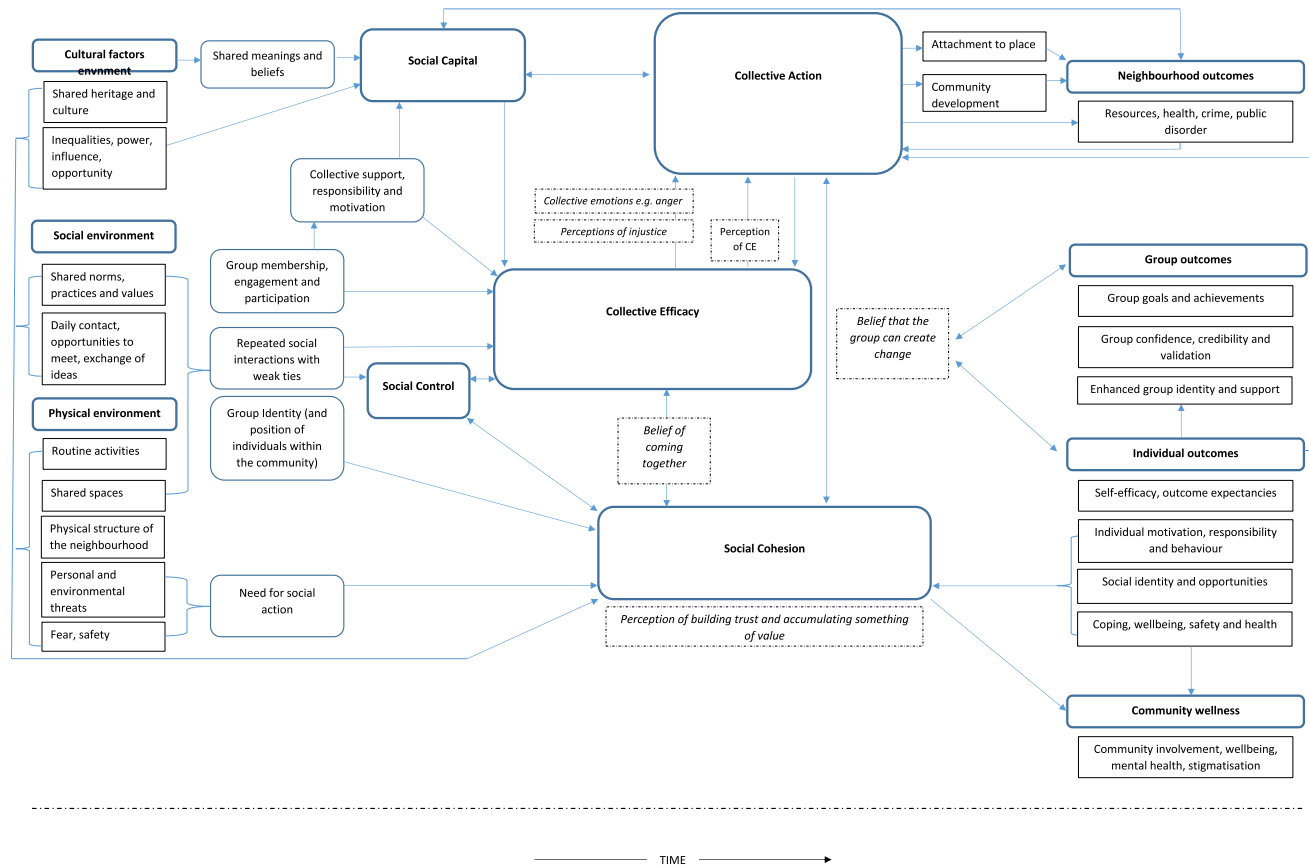 Cultural factors
envnment
Shared meanings and
beliefs
Shared heritage and
culture
Inequalities, power,
influence,
opportunity
Social Capital
Collective Action
Attachment to place
Community
development
Neighbourhood outcomes
Resources, health, crime, public
disorder
Collective support,
responsibility and
motivation
Collective emotions e.g. anger
Perceptions of injustice
Perception
of CE
Social environment
Shared norms,
practices and values
Daily contact,
opportunities to
meet, exchange of
ideas
Group membership,
engagement and
participation
Repeated social
interactions with
weak ties
Group Identity (and
position of
individuals within
the community)
Social Control
Collective Efficacy
Belief of
coming
together
Belief that the
group can create
change
Group outcomes
Group goals and achievements
Group confidence, credibility and
validation
Enhanced group identity and support
Physical environment
Routine activities
Shared spaces
Physical structure of
the neighbourhood
Personal and
environmental
threats
Fear, safety
Need for social
action
Social Cohesion
Perception of building trust and accumulating something
of value
Individual outcomes
Self-efficacy, outcome expectancies
Individual motivation, responsibility
and behaviour
Social identity and opportunities
Coping, wellbeing, safety and health
Community wellness
Community involvement, wellbeing,
mental health, stigmatisation
TIME